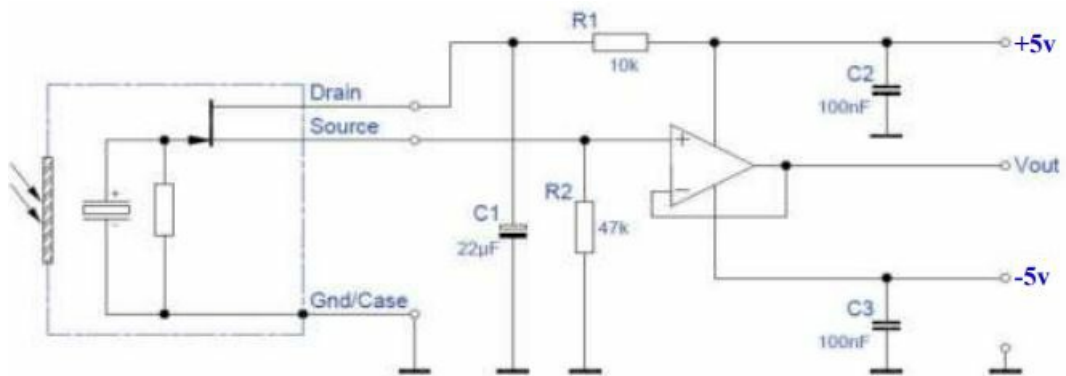 R1
+5v
10k
C2
100nF
Drain
Source
+
Vout
−
R2
47k
C1
22µF
+
-
-5v
Gnd/Case
C3
100nF